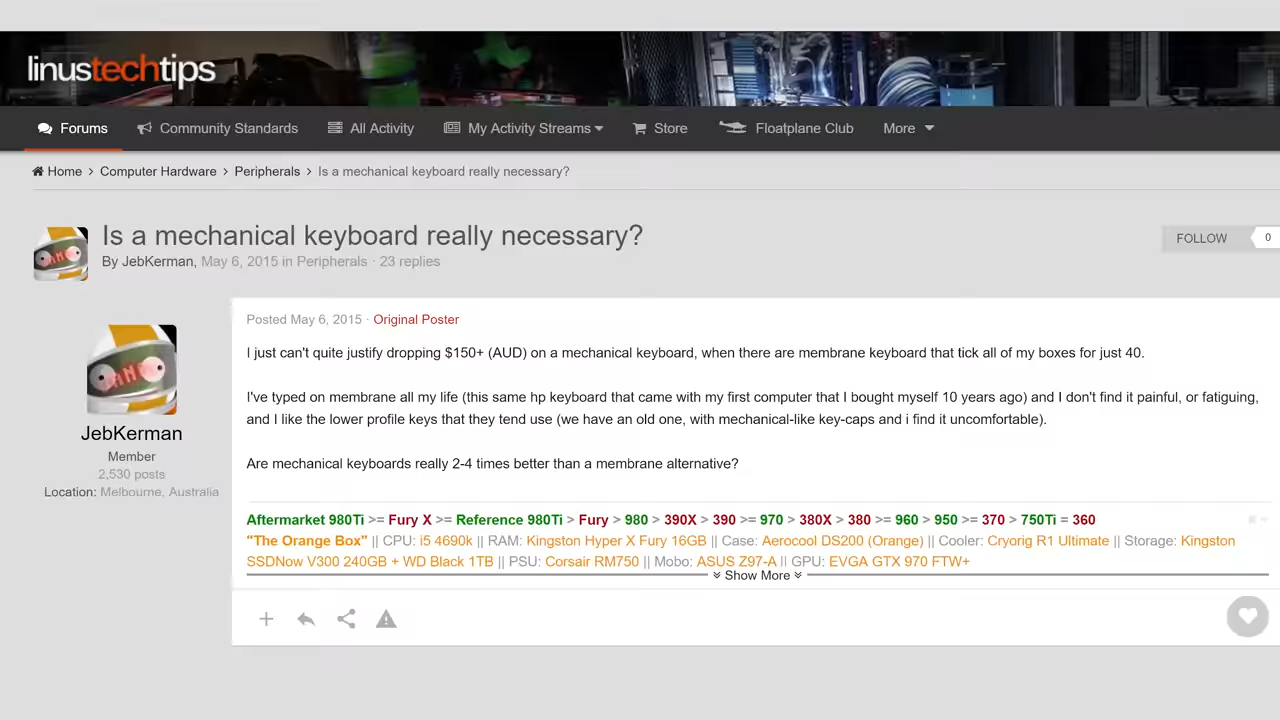 linustechtips
Forums Community Standards All Activity My Activity Streams Store Floatplane Club More
Home > Computer Hardware > Peripherals > Is a mechanical keyboard really necessary?
Is a mechanical keyboard really necessary?
FOLLOW 0
By JebKerman, May 6, 2015 in Peripherals · 23 replies
JebKerman
Member
2,530 posts
Location: Melbourne, Australia
Posted May 6, 2015 · Original Poster
I just can't quite justify dropping $150+ (AUD) on a mechanical keyboard, when there are membrane keyboard that tick all of my boxes for just 40.
I've typed on membrane all my life (this same hp keyboard that came with my first computer that I bought myself 10 years ago) and I don't find it painful, or fatiguing,
and I like the lower profile keys that they tend use (we have an old one, with mechanical-like key-caps and i find it uncomfortable).
Are mechanical keyboards really 2-4 times better than a membrane alternative?
Aftermarket 980Ti >= Fury X >= Reference 980Ti > Fury > 980 > 390X > 390 >= 970 > 380X > 380 >= 960 > 950 >= 370 > 750Ti = 360
"The Orange Box" || CPU: i5 4690k || RAM: Kingston Hyper X Fury 16GB || Case: Aerocool DS200 (Orange) || Cooler: Cryorig R1 Ultimate || Storage: Kingston
SSDNow V300 240GB + WD Black 1TB || PSU: Corsair RM750 || Mobo: ASUS Z97-A || GPU: EVGA GTX 970 FTW+
Show More